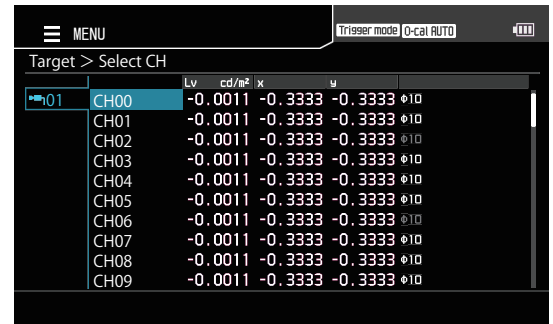 MENU Trigger mode 0-cal AUTO
Target > Select CH
Lv cd/m² x y
01 CH00 -0.0011 -0.3333 -0.3333 Φ10
CH01 -0.0011 -0.3333 -0.3333 Φ10
CH02 -0.0011 -0.3333 -0.3333 Φ10
CH03 -0.0011 -0.3333 -0.3333 Φ10
CH04 -0.0011 -0.3333 -0.3333 Φ10
CH05 -0.0011 -0.3333 -0.3333 Φ10
CH06 -0.0011 -0.3333 -0.3333 Φ10
CH07 -0.0011 -0.3333 -0.3333 Φ10
CH08 -0.0011 -0.3333 -0.3333 Φ10
CH09 -0.0011 -0.3333 -0.3333 Φ10